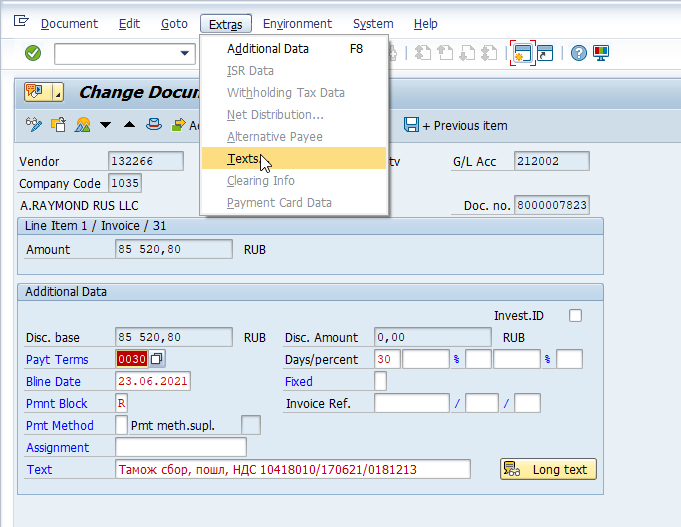 Document Edit Goto Extras Environment System Help
Additional Data F8
ISR Data
Change Docum Withholding Tax Data
Net Distribution...
Alternative Payee + Previous item
Vendor 132266 Texts G/L Acc 212002
Company Code 1035 Clearing Info
A.RAYMOND RUS LLC Payment Card Data Doc. no. 8000007823
Line Item 1 / Invoice / 31
Amount 85 520,80 RUB
Additional Data
Invest.ID
Disc. base 85 520,80 RUB Disc. Amount 0,00 RUB
Payt Terms 0030 Days/percent 30 % %
Bline Date 23.06.2021 Fixed
Pmnt Block R Invoice Ref. / /
Pmt Method Pmt meth.supl.
Assignment
Text Тамож сбор, пошл, НДС 10418010/170621/0181213 Long text